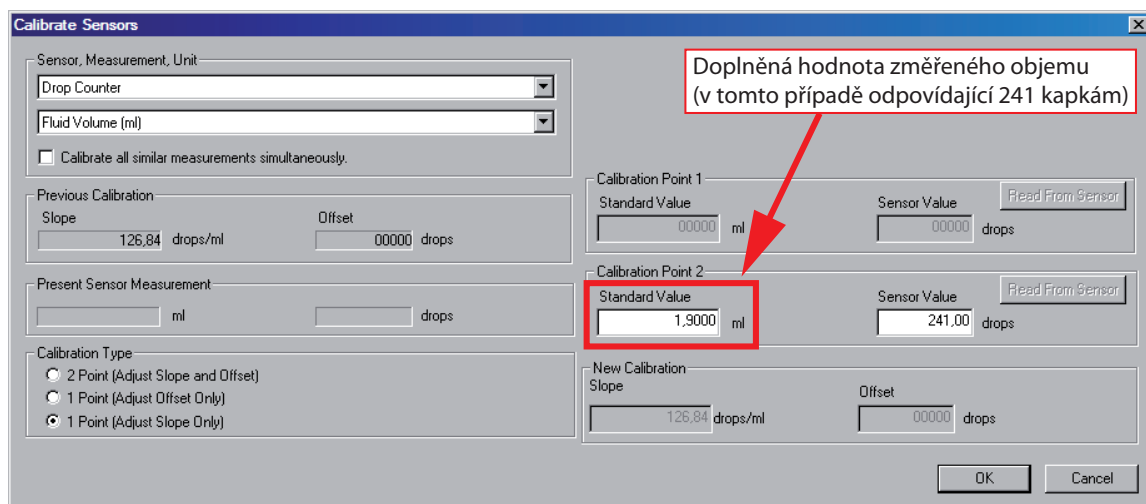 Calibrate Sensors
Doplněná hodnota změřeného objemu
(v tomto případě odpovídající 241 kapkám)
Sensor, Measurement, Unit
Drop Counter
Fluid Volume (ml)
Calibrate all similar measurements simultaneously.
Previous Calibration
Slope Offset
126,84 drops/ml 00000 drops
Present Sensor Measurement
ml drops
Calibration Type
2 Point (Adjust Slope and Offset)
1 Point (Adjust Offset Only)
1 Point (Adjust Slope Only)
Calibration Point 1
Standard Value Sensor Value Read From Sensor
00000 ml 00000 drops
Calibration Point 2
Standard Value Sensor Value Read From Sensor
1,9000 ml 241,00 drops
New Calibration
Slope Offset
126,84 drops/ml 00000 drops
OK Cancel